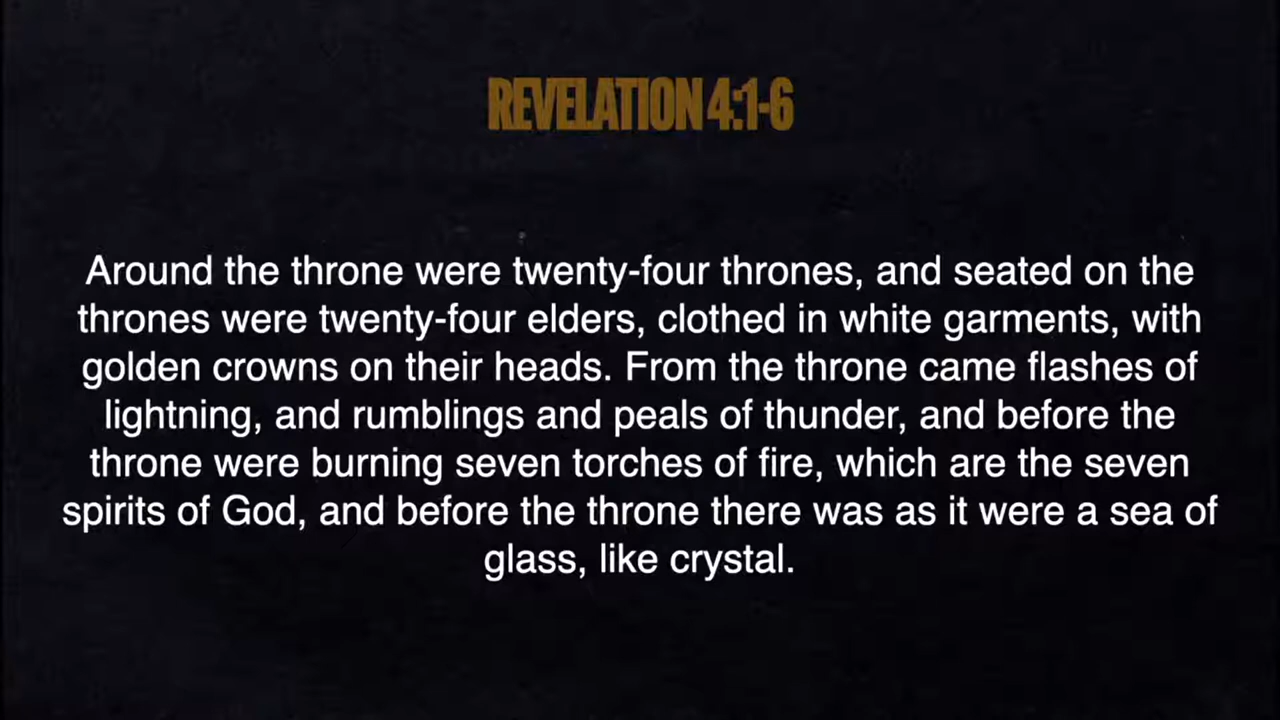 REVELATION 4:1-6
Around the throne were twenty-four thrones, and seated on the
thrones were twenty-four elders, clothed in white garments, with
golden crowns on their heads. From the throne came flashes of
lightning, and rumblings and peals of thunder, and before the
throne were burning seven torches of fire, which are the seven
spirits of God, and before the throne there was as it were a sea of
glass, like crystal.